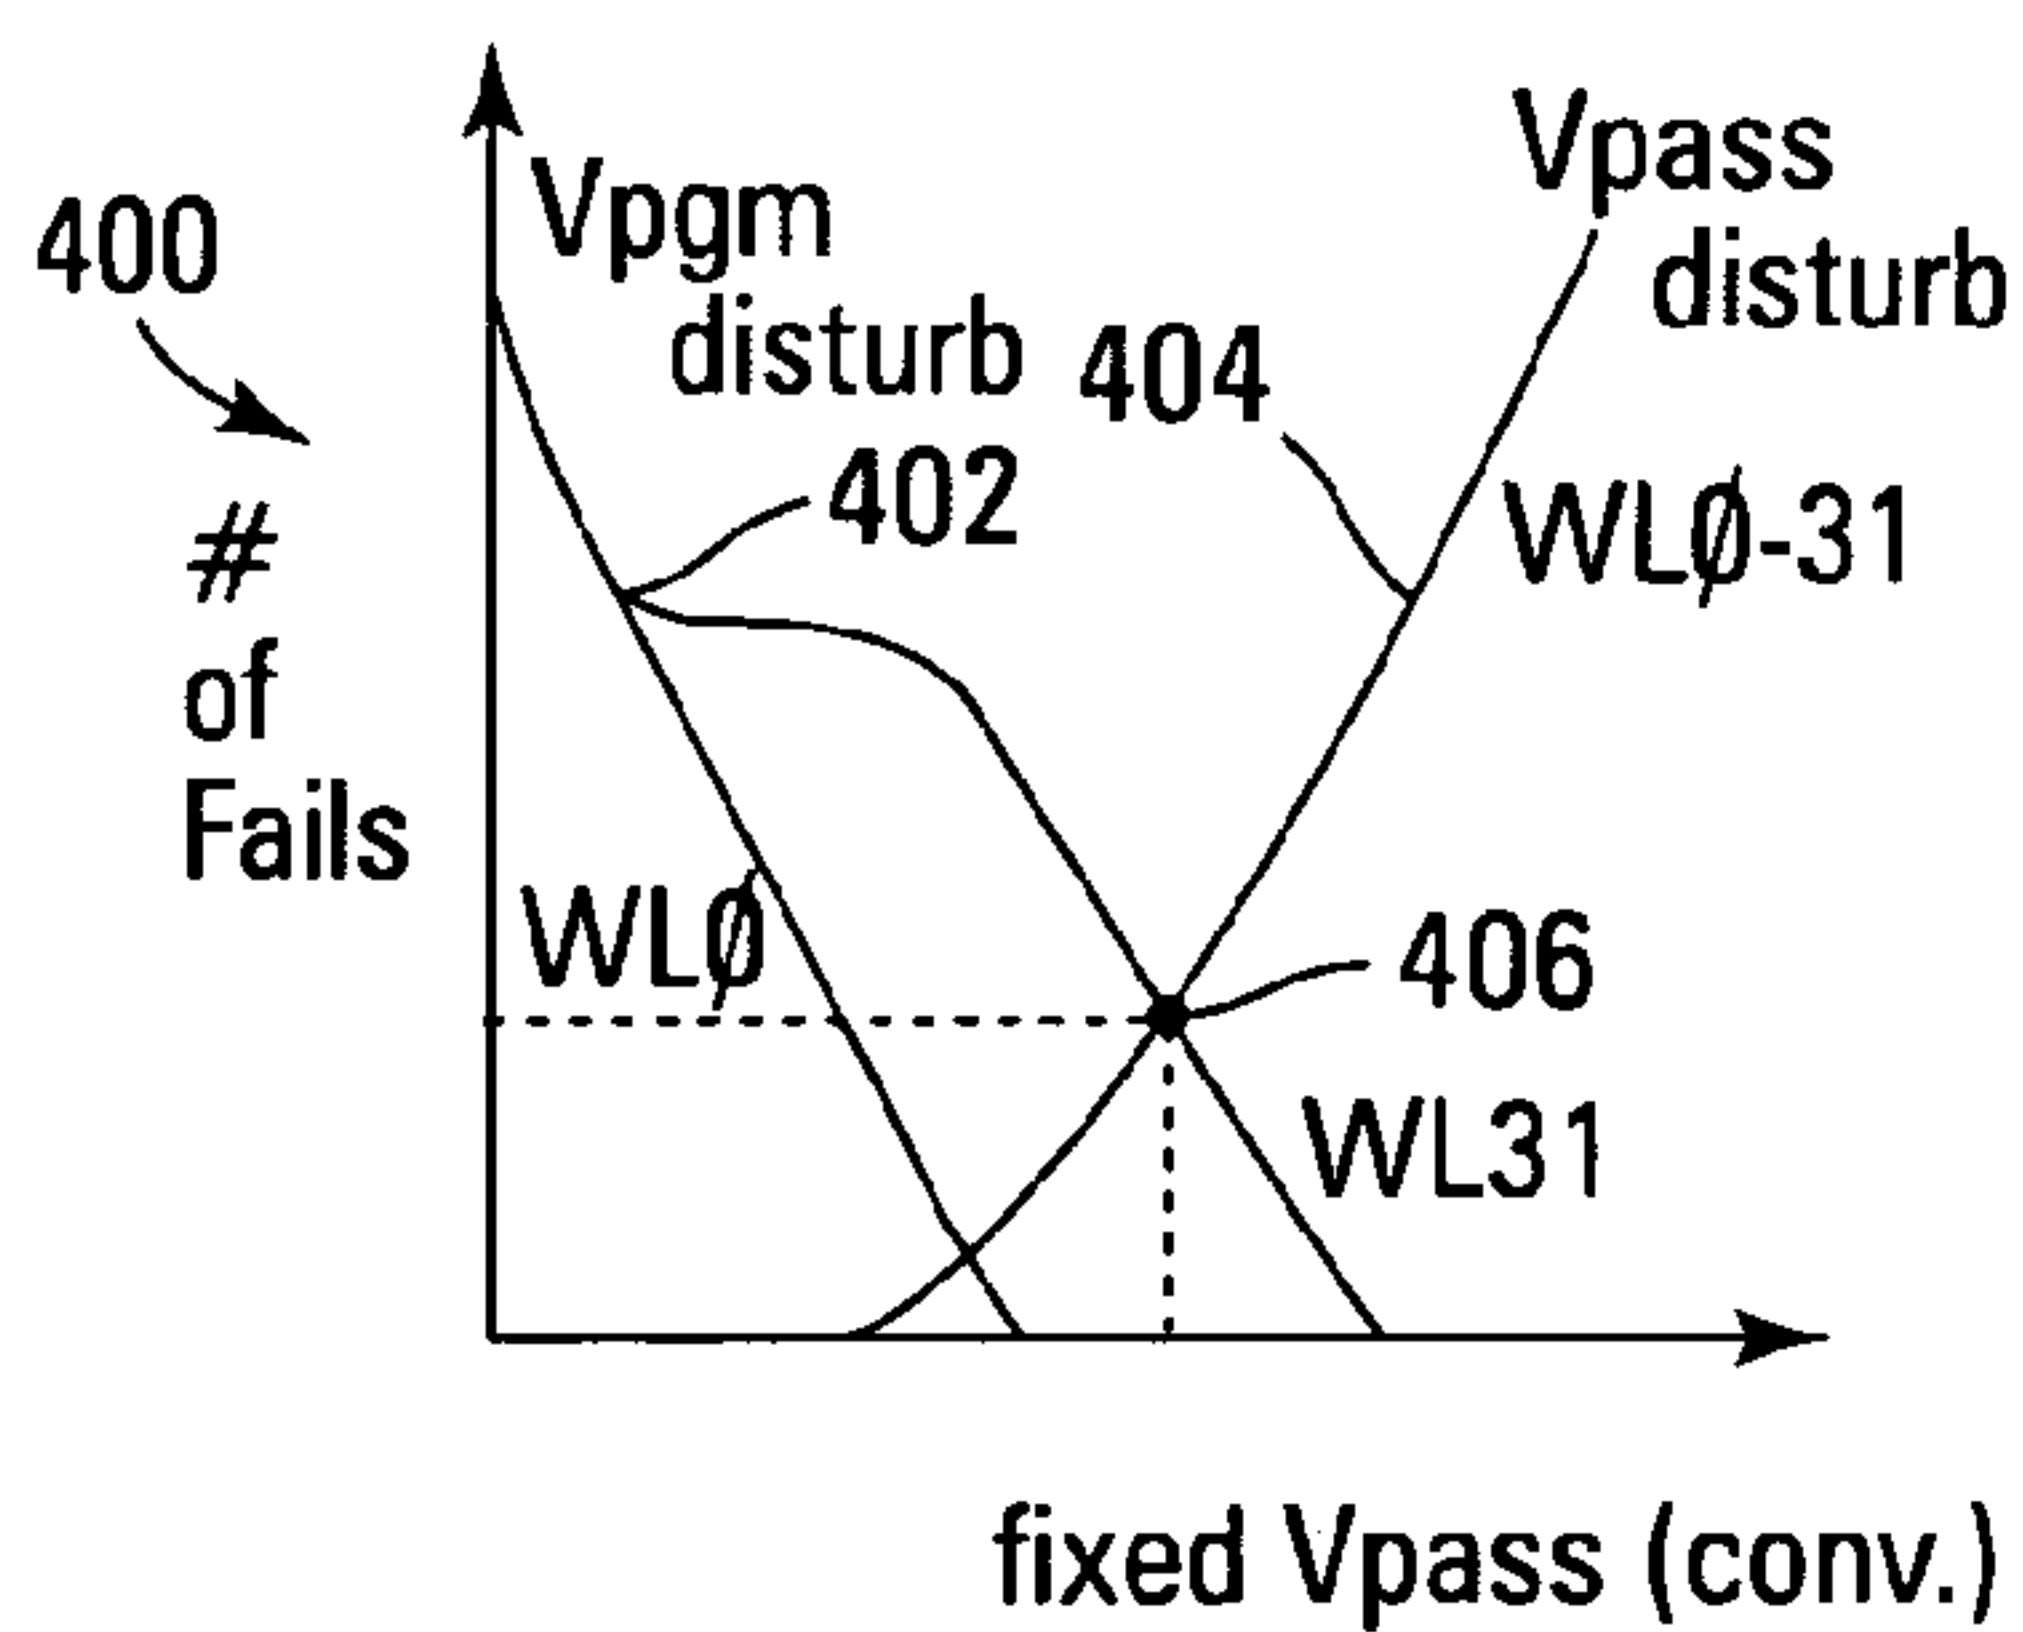 Vpass
disturb
Vpgm
disturb
400
404
402
WLØ-31
#
of
Fails
WLØ
406
WL31
fixed Vpass (conv.)